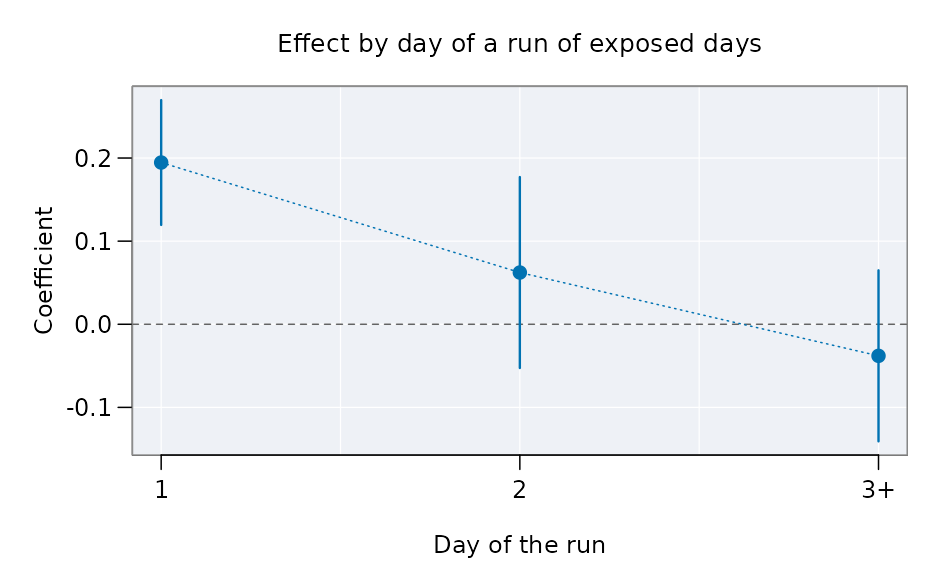 Effect by day of a run of exposed days
Coefficient
0.2
0.1
0.0
-0.1
1 2 3+
Day of the run